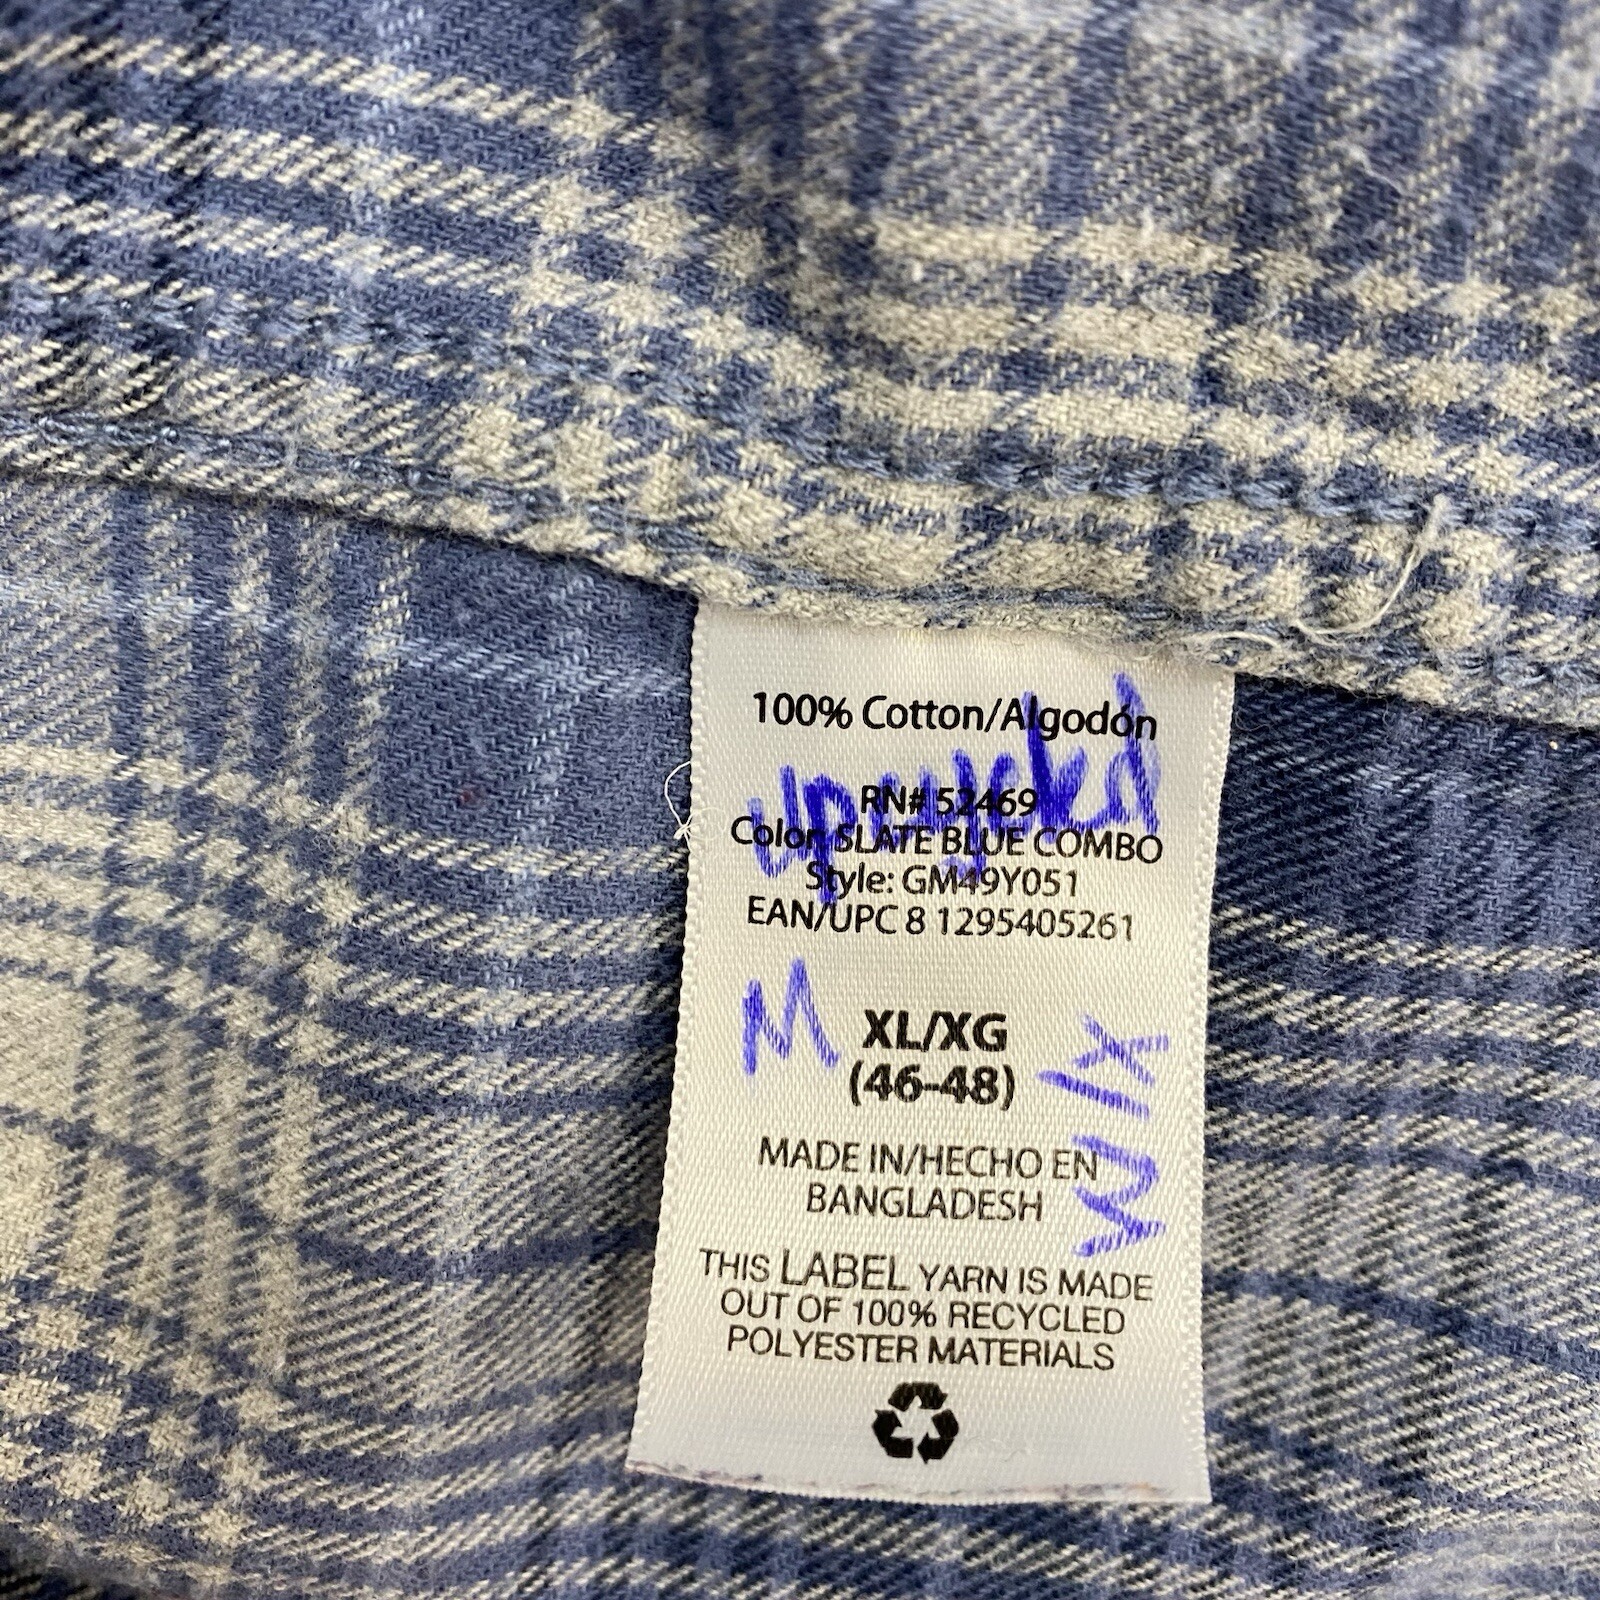 100% Cotton/Algodón
upcycled
RN# 52469
Color: SLATE BLUE COMBO
Style: GM49Y051
EAN/UPC 8 1295405261
M XL/XG
(46-48)
MADE IN/HECHO EN
BANGLADESH
THIS LABEL YARN IS MADE
OUT OF 100% RECYCLED
POLYESTER MATERIALS